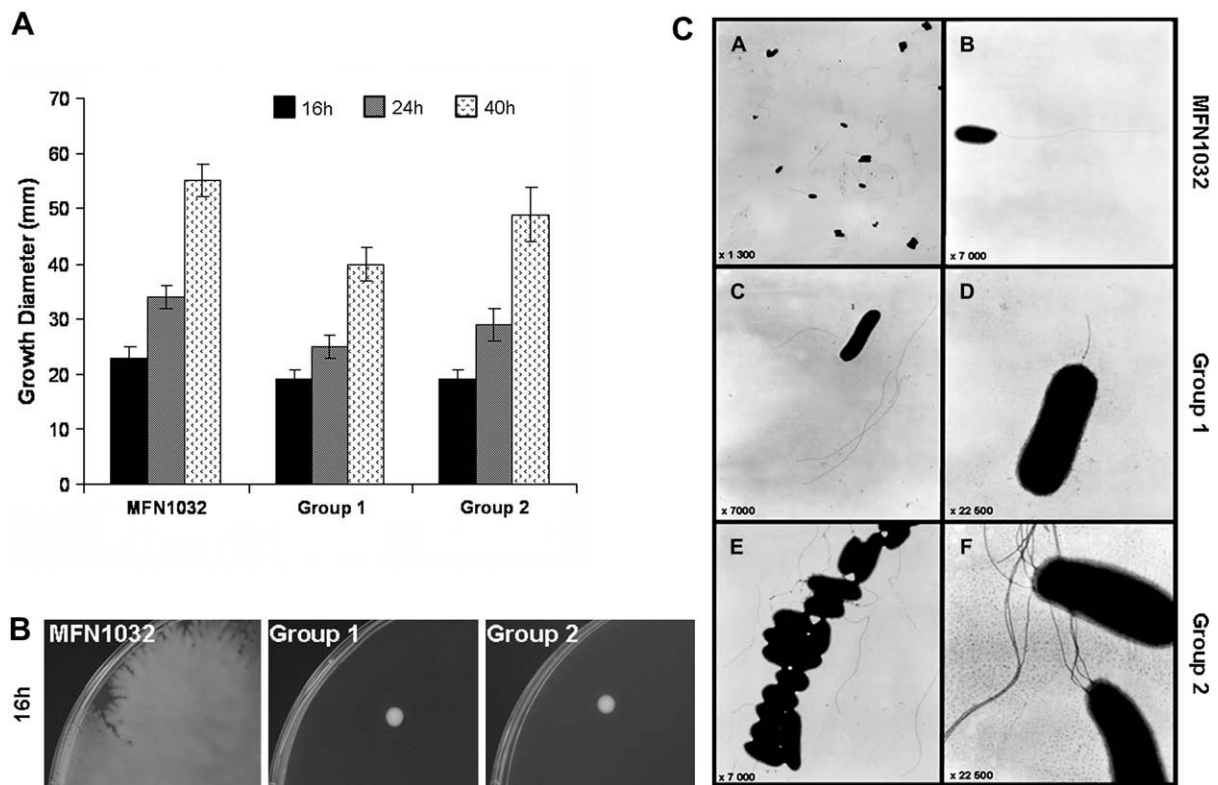 A
70
60
50
40
30
20
10
0
Growth Diameter (mm)
16h 24h 40h
MFN1032 Group 1 Group 2
B
16h
MFN1032 Group 1 Group 2
C
A B
x 1 300 x 7 000
MFN1032
C D
x 7000 x 22 500
Group 1
E F
x 7 000 x 22 500
Group 2